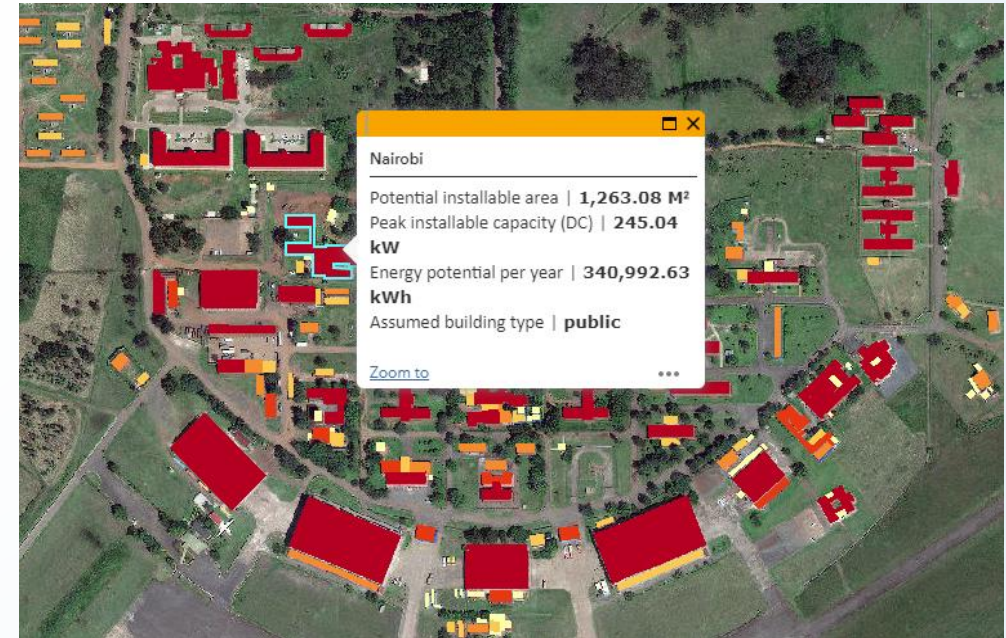 Nairobi
Potential installable area | 1,263.08 M²
Peak installable capacity (DC) | 245.04
kW
Energy potential per year | 340,992.63
kWh
Assumed building type | public
Zoom to